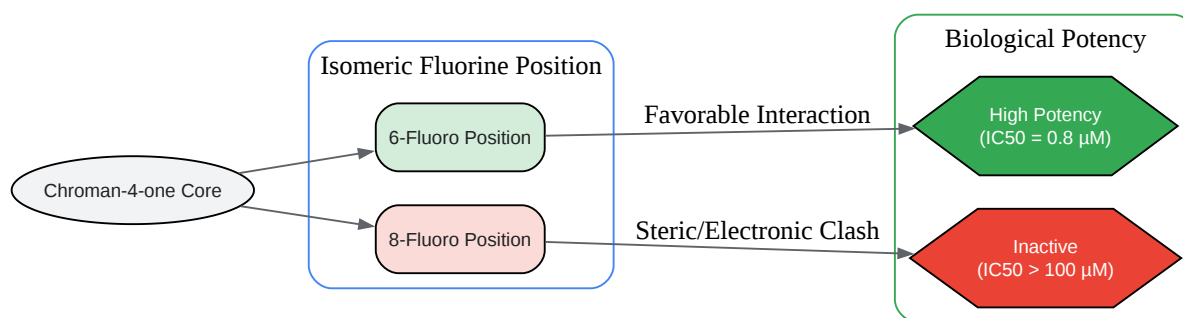 Biological Potency
Isomeric Fluorine Position
High Potency
(IC50 = 0.8 µM)
Favorable Interaction
6-Fluoro Position
Chroman-4-one Core
8-Fluoro Position
Steric/Electronic Clash
Inactive
(IC50 > 100 µM)